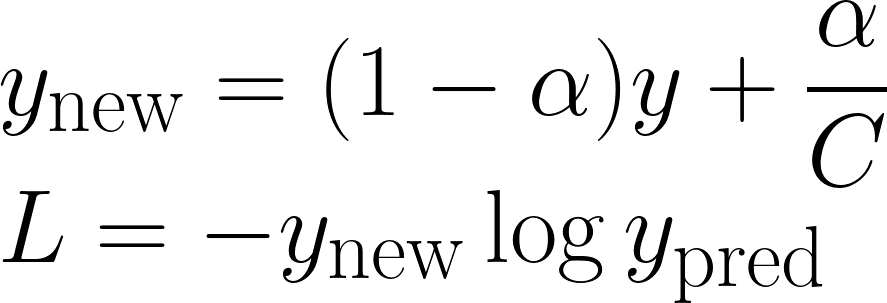 y_new = (1 − α)y + α/C
L = −y_new log y_pred